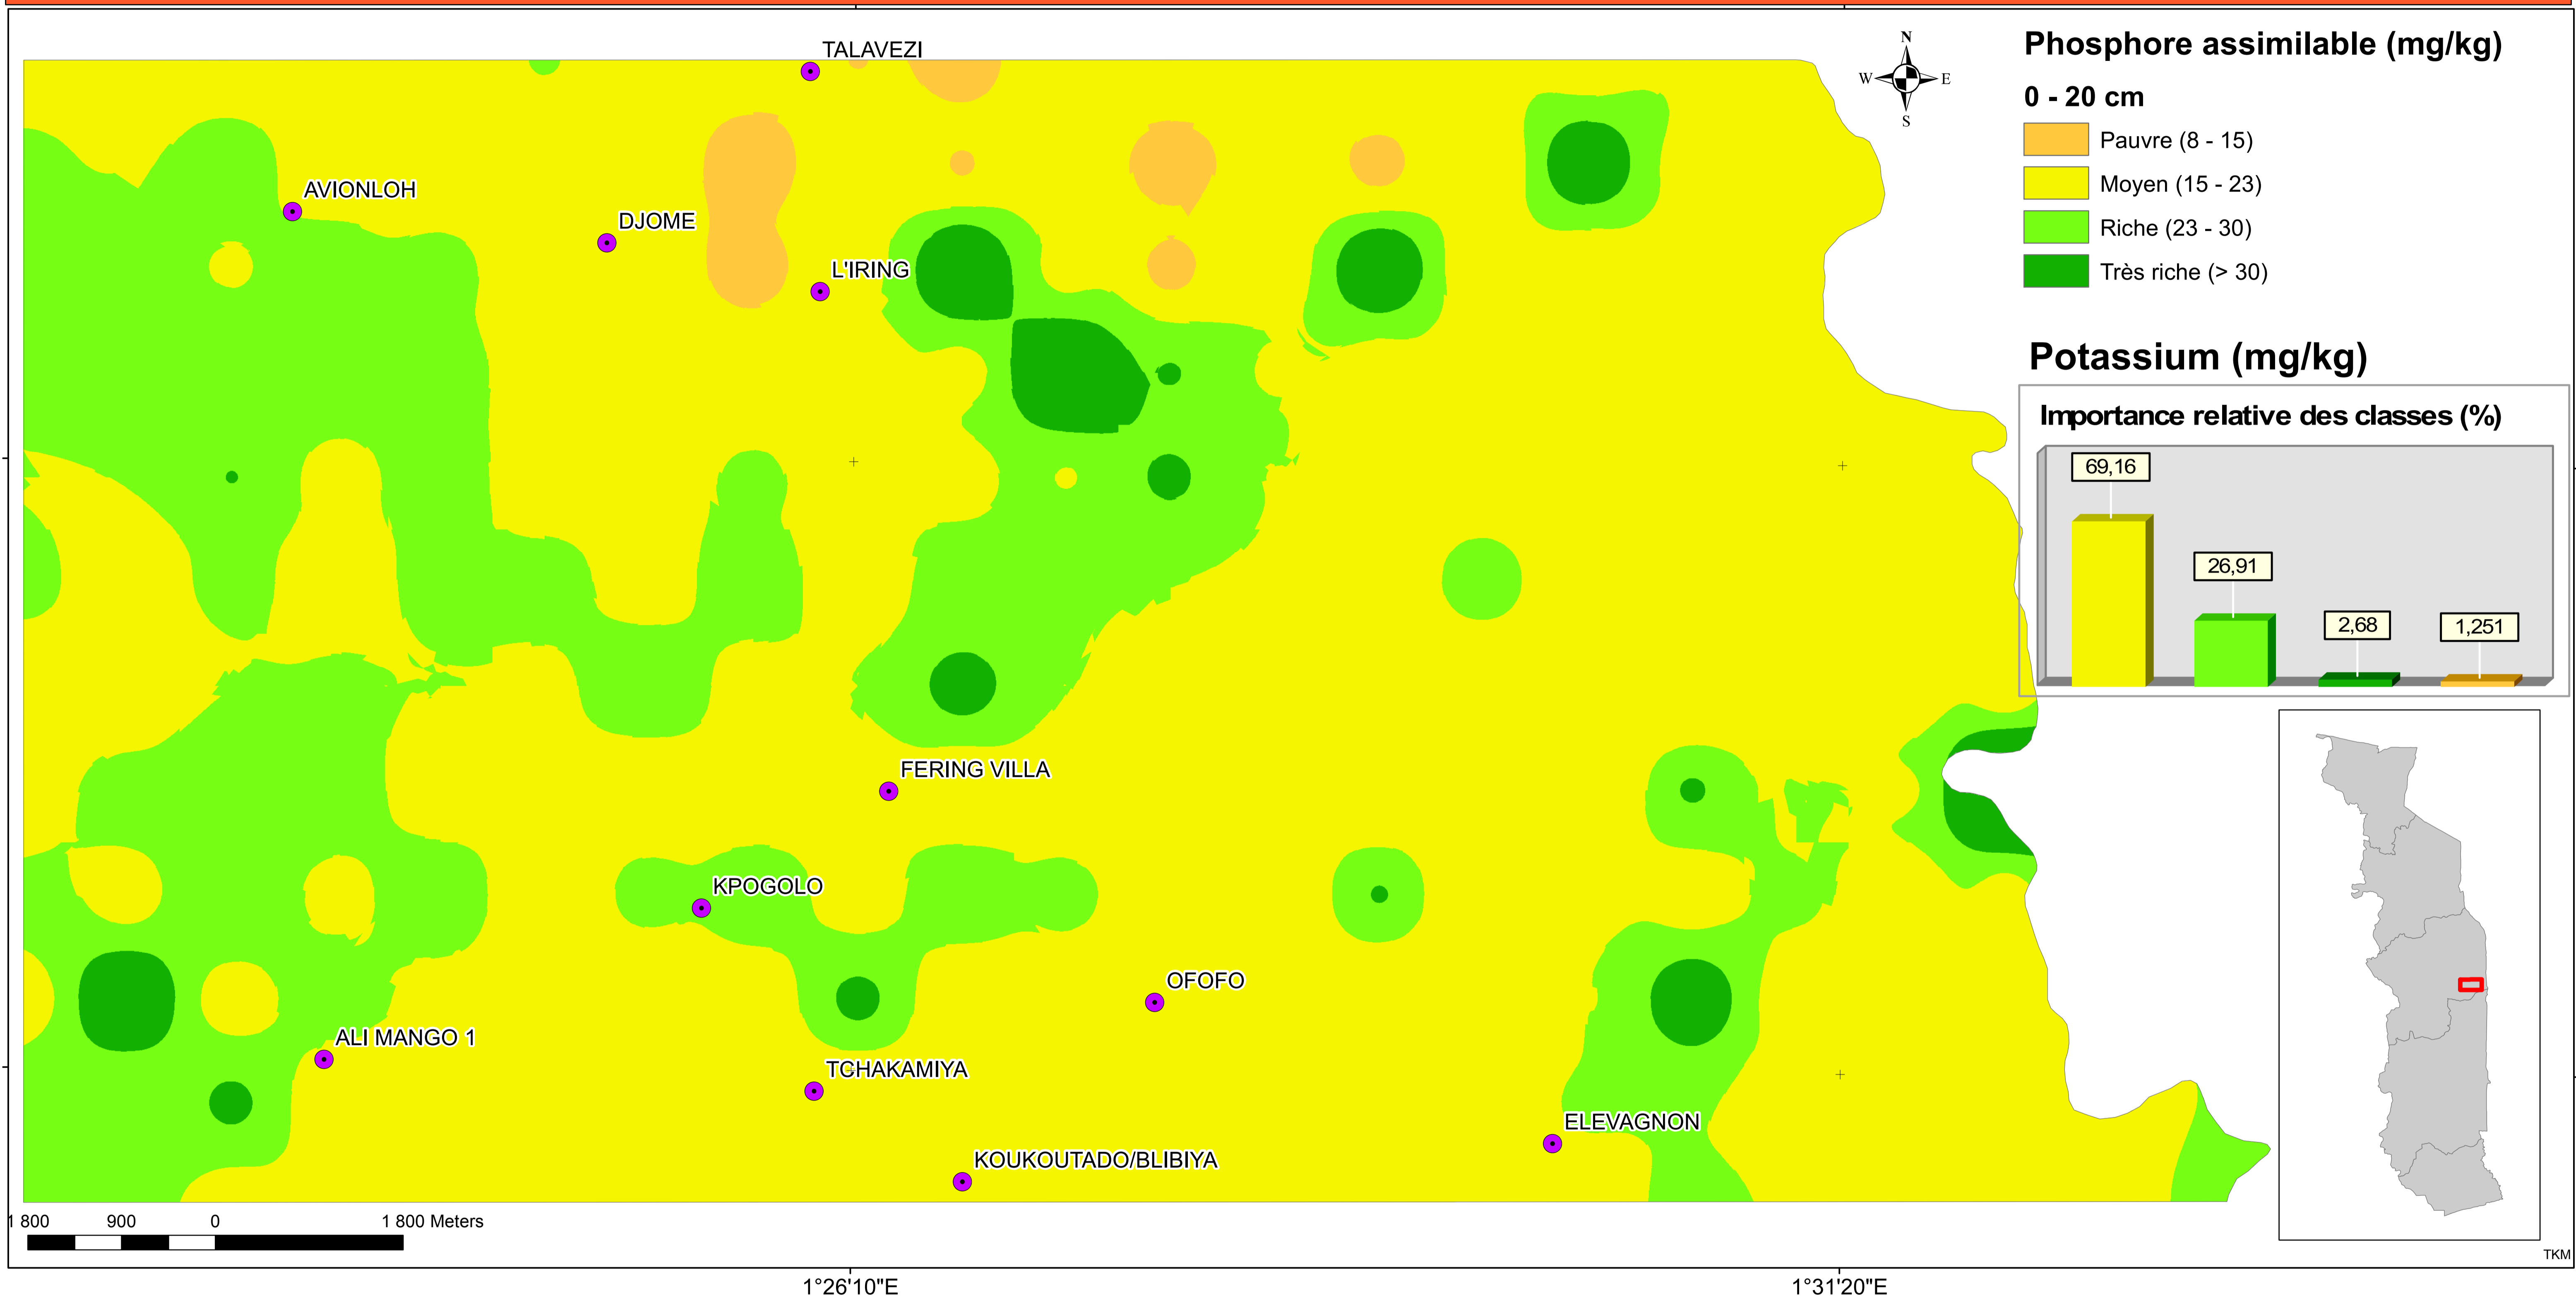 TALAVEZI
AVIONLOH
DJOME
L'IRING
FERING VILLA
KPOGOLO
OFOFO
ALI MANGO 1
TCHAKAMIYA
ELEVAGNON
KOUKOUTADO/BLIBIYA
N
W E
S
Phosphore assimilable (mg/kg)
0 - 20 cm
Pauvre (8 - 15)
Moyen (15 - 23)
Riche (23 - 30)
Très riche (> 30)
Potassium (mg/kg)
Importance relative des classes (%)
69,16
26,91
2,68
1,251
1 800 900 0 1 800 Meters
TKM
1°26'10"E 1°31'20"E